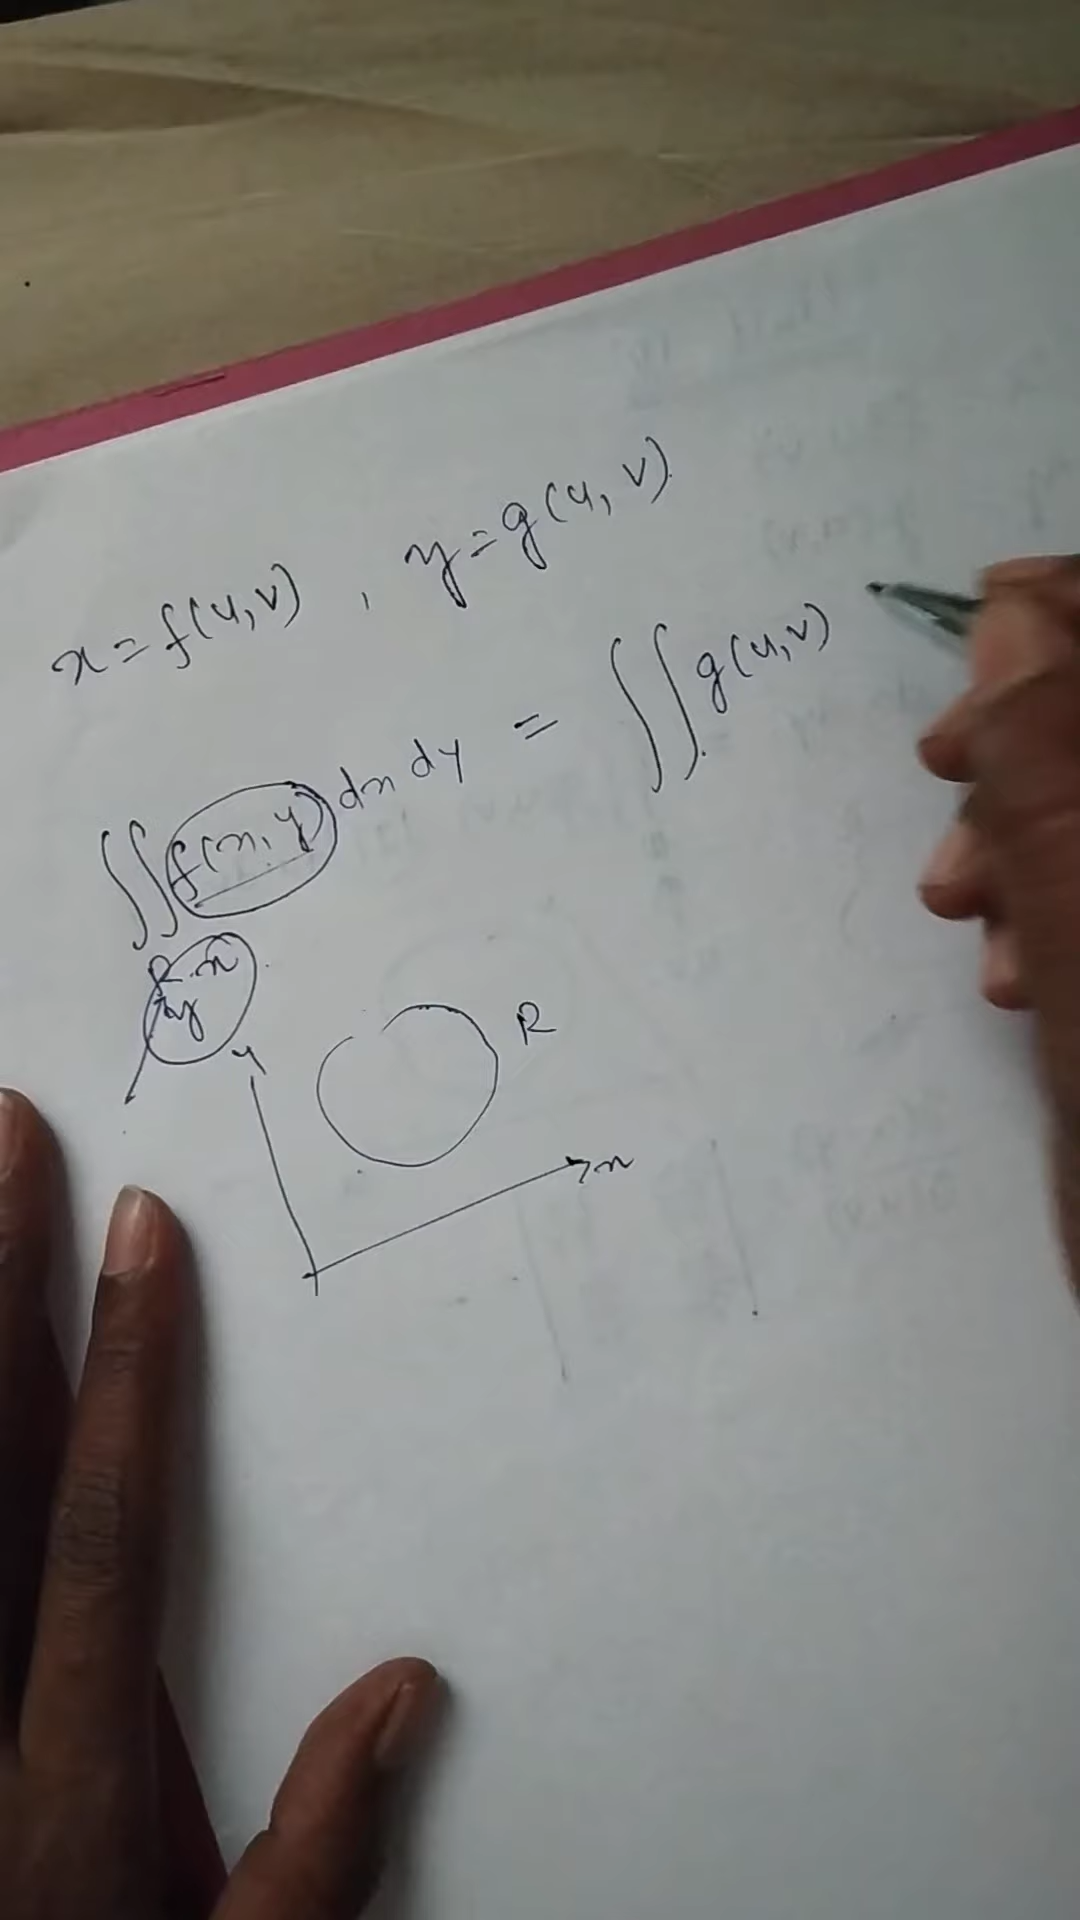 x = f(u,v) , y = g(u,v)
∬ f(x,y) dx dy = ∬ g(u,v)
R x
y
y
R
x